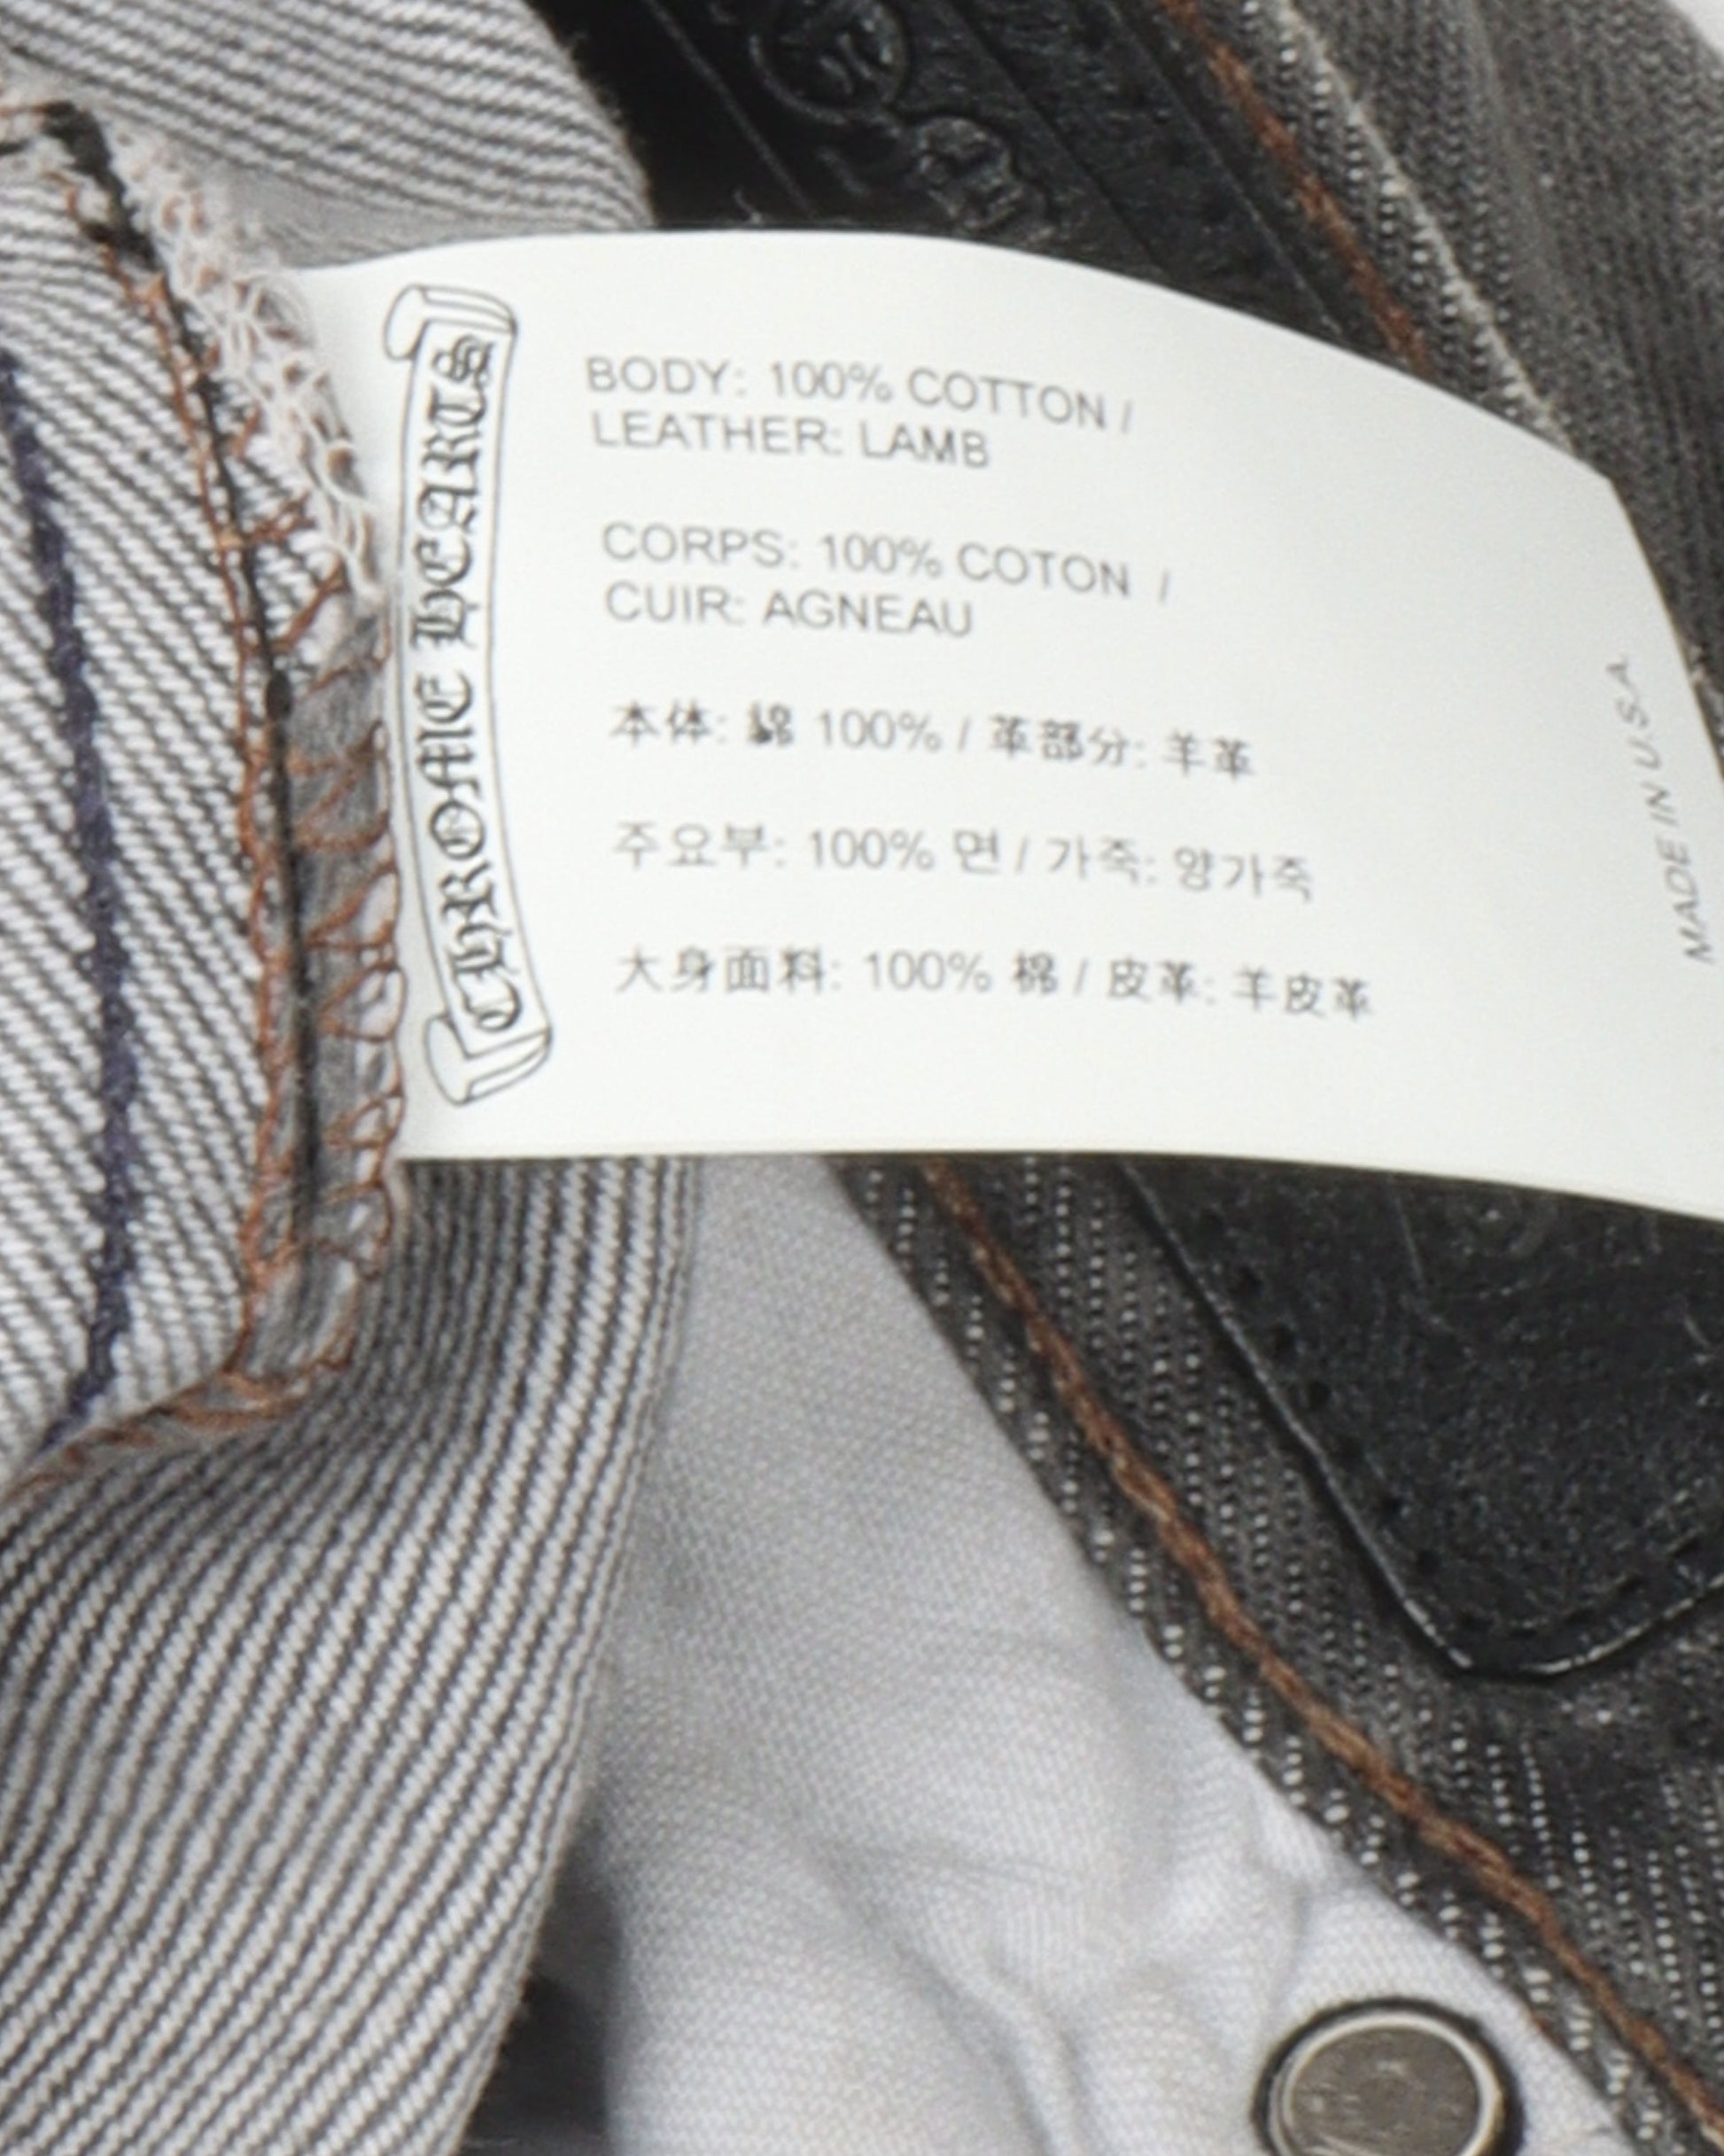 CHROME HEARTS
BODY: 100% COTTON /
LEATHER: LAMB
CORPS: 100% COTON /
CUIR: AGNEAU
本体: 綿 100% / 革部分: 羊革
주요부: 100% 면 / 가죽: 양가죽
大身面料: 100% 棉 / 皮革: 羊皮革
MADE IN U.S.A.